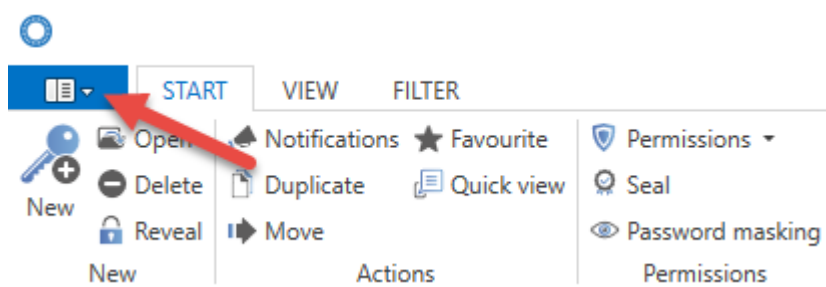 START VIEW FILTER
Open Notifications Favourite Permissions
New Delete Duplicate Quick view Seal
Reveal Move Password masking
New Actions Permissions